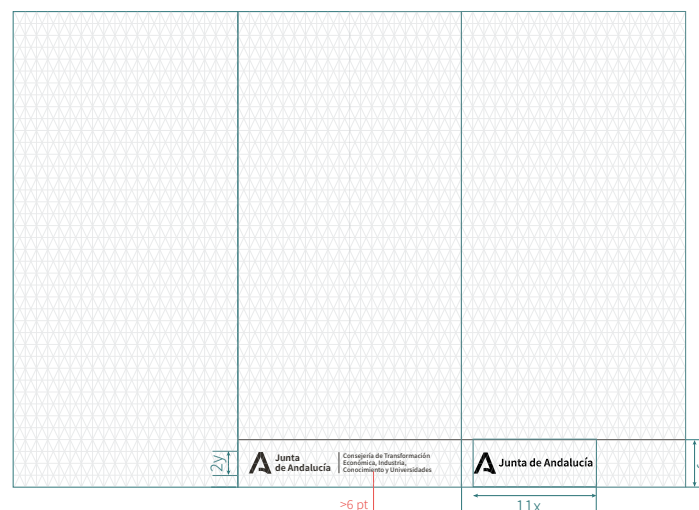 2y
Junta
de Andalucía
Consejería de Transformación
Económica, Industria,
Conocimiento y Universidades
Junta de Andalucía
>6 pt
11x